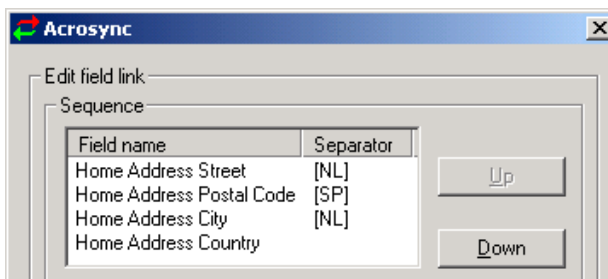 Acrosync
Edit field link
Sequence
Field name Separator
Home Address Street [NL]
Home Address Postal Code [SP]
Home Address City [NL]
Home Address Country
Up
Down